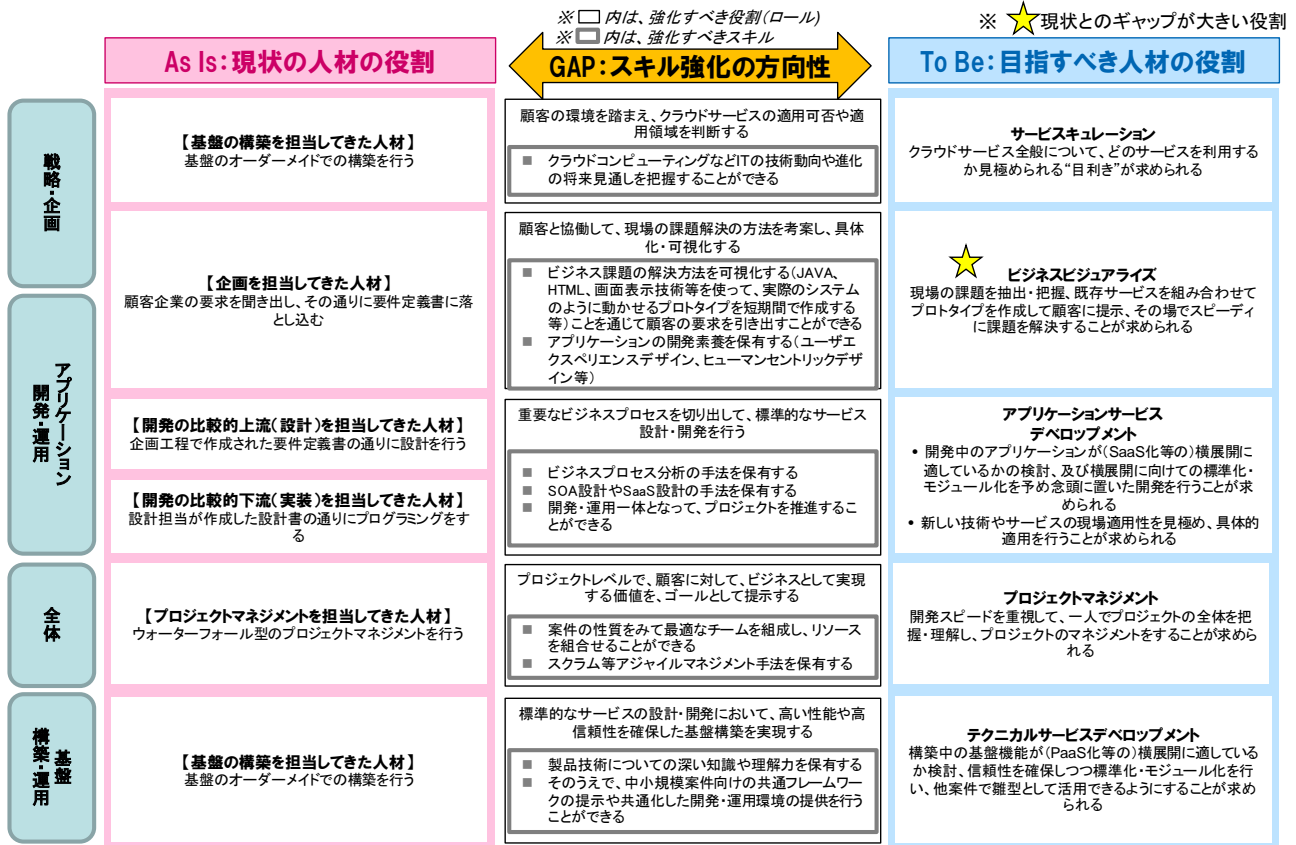 ※ □ 内は、強化すべき役割(ロール)
※ □ 内は、強化すべきスキル
※ ☆現状とのギャップが大きい役割
As Is:現状の人材の役割
GAP:スキル強化の方向性
To Be:目指すべき人材の役割
戦略・企画
【基盤の構築を担当してきた人材】
基盤のオーダーメイドでの構築を行う
顧客の環境を踏まえ、クラウドサービスの適用可否や適
用領域を判断する
■ クラウドコンピューティングなどITの技術動向や進化
の将来見通しを把握することができる
サービスキュレーション
クラウドサービス全般について、どのサービスを利用する
か見極められる“目利き”が求められる
【企画を担当してきた人材】
顧客企業の要求を聞き出し、その通りに要件定義書に落
とし込む
顧客と協働して、現場の課題解決の方法を考案し、具体
化・可視化する
■ ビジネス課題の解決方法を可視化する(JAVA、
HTML、画面表示技術等を使って、実際のシステム
のように動かせるプロトタイプを短期間で作成する
等)ことを通じて顧客の要求を引き出すことができる
■ アプリケーションの開発素養を保有する(ユーザエ
クスペリエンスデザイン、ヒューマンセントリックデザ
イン等)
ビジネスビジュアライズ
現場の課題を抽出・把握、既存サービスを組み合わせて
プロトタイプを作成して顧客に提示、その場でスピーディ
に課題を解決することが求められる
アプリケーション
開発・運用
【開発の比較的上流(設計)を担当してきた人材】
企画工程で作成された要件定義書の通りに設計を行う
【開発の比較的下流(実装)を担当してきた人材】
設計担当が作成した設計書の通りにプログラミングをす
る
重要なビジネスプロセスを切り出して、標準的なサービス
設計・開発を行う
■ ビジネスプロセス分析の手法を保有する
■ SOA設計やSaaS設計の手法を保有する
■ 開発・運用一体となって、プロジェクトを推進するこ
とができる
アプリケーションサービス
デベロップメント
• 開発中のアプリケーションが(SaaS化等の)横展開に
適しているかの検討、及び横展開に向けての標準化・
モジュール化を予め念頭に置いた開発を行うことが求
められる
• 新しい技術やサービスの現場適用性を見極め、具体的
適用を行うことが求められる
全体
【プロジェクトマネジメントを担当してきた人材】
ウォーターフォール型のプロジェクトマネジメントを行う
プロジェクトレベルで、顧客に対して、ビジネスとして実現
する価値を、ゴールとして提示する
■ 案件の性質をみて最適なチームを組成し、リソース
を組合せることができる
■ スクラム等アジャイルマネジメント手法を保有する
プロジェクトマネジメント
開発スピードを重視して、一人でプロジェクトの全体を把
握・理解し、プロジェクトのマネジメントをすることが求めら
れる
基盤
構築・運用
【基盤の構築を担当してきた人材】
基盤のオーダーメイドでの構築を行う
標準的なサービスの設計・開発において、高い性能や高
信頼性を確保した基盤構築を実現する
■ 製品技術についての深い知識や理解力を保有する
■ そのうえで、中小規模案件向けの共通フレームワー
クの提示や共通化した開発・運用環境の提供を行う
ことができる
テクニカルサービスデベロップメント
構築中の基盤機能が(PaaS化等の)横展開に適している
か検討、信頼性を確保しつつ標準化・モジュール化を行
い、他案件で雛型として活用できるようにすることが求め
られる